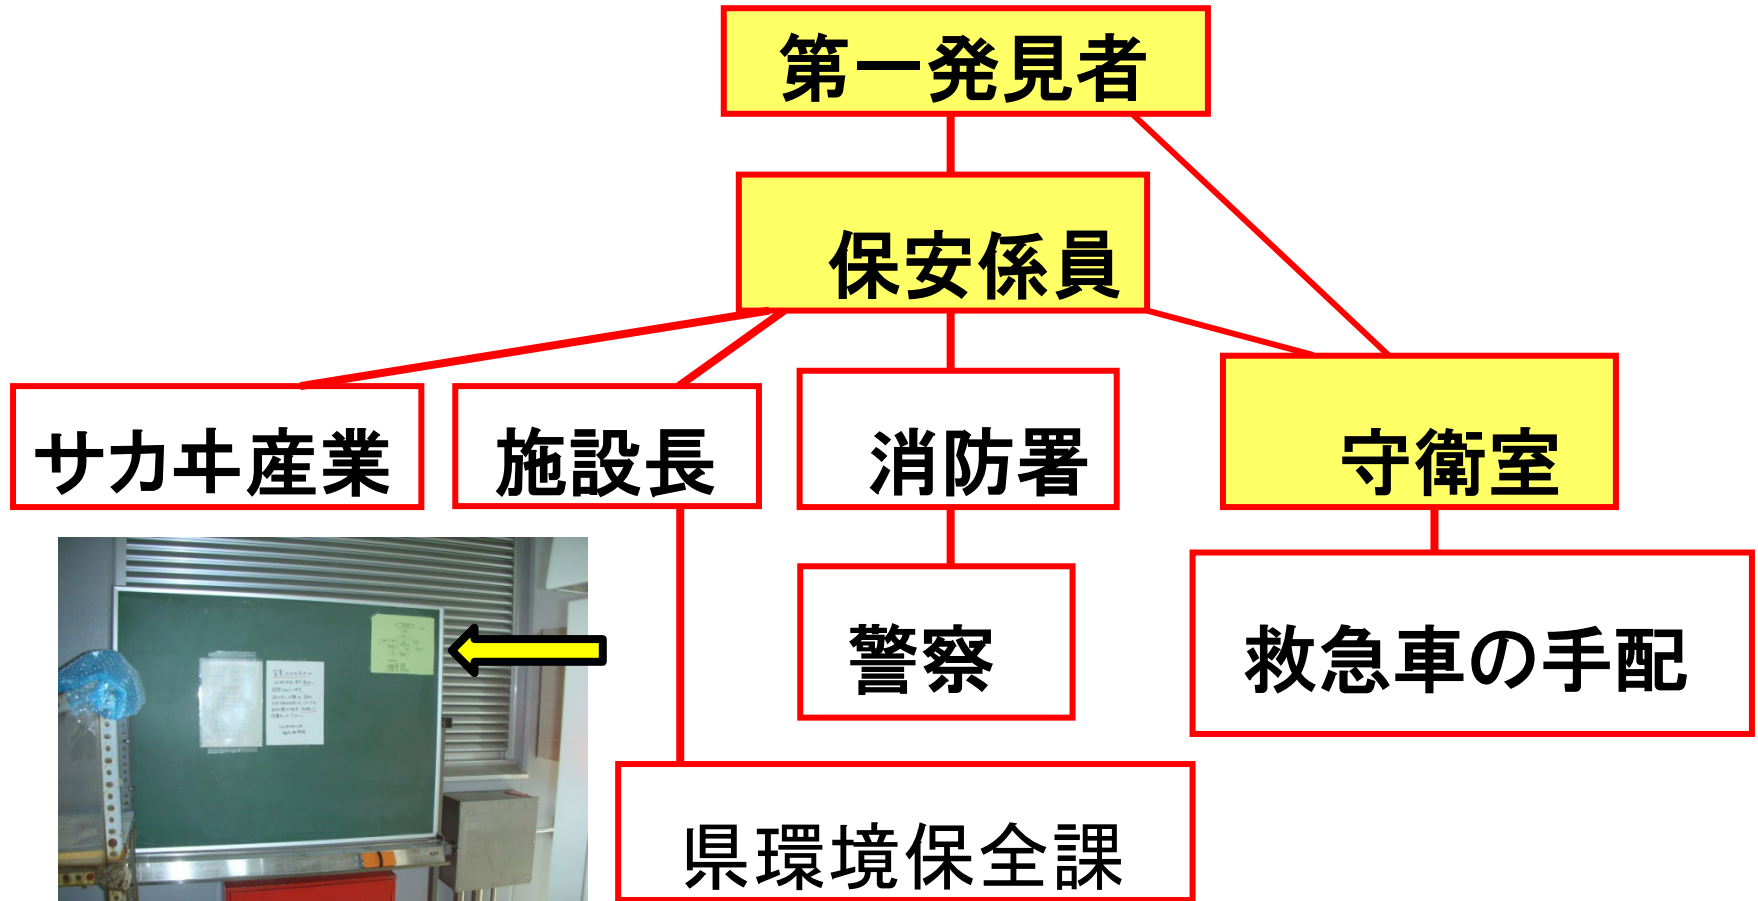 第一発見者
保安係員
サカヰ産業
施設長
消防署
守衛室
警察
救急車の手配
県環境保全課